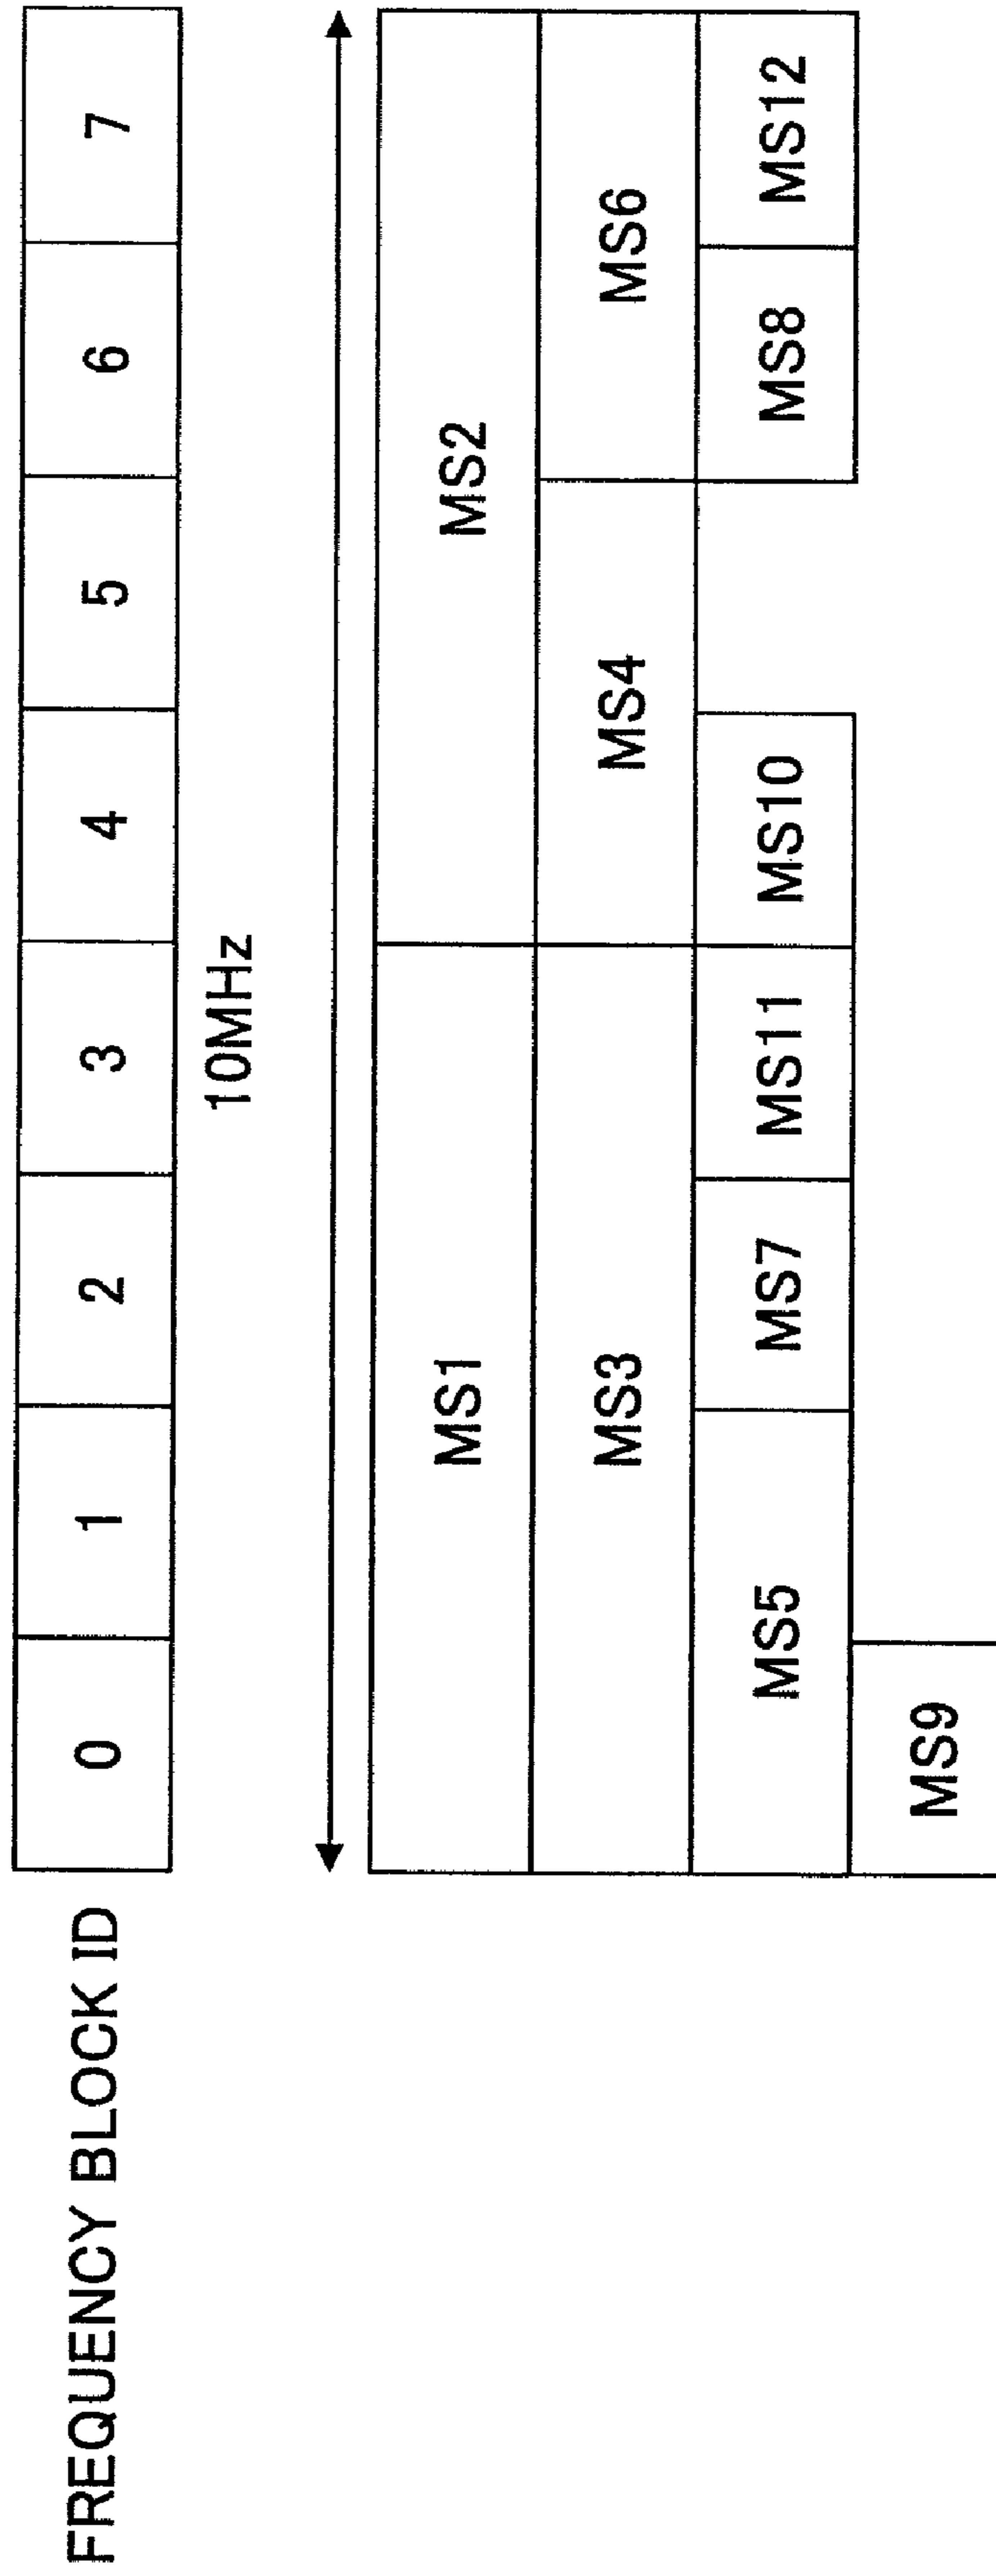 FREQUENCY BLOCK ID 0 1 2 3 4 5 6 7
10MHz
MS1 MS2
MS3 MS4 MS6
MS5 MS7 MS11 MS10 MS8 MS12
MS9